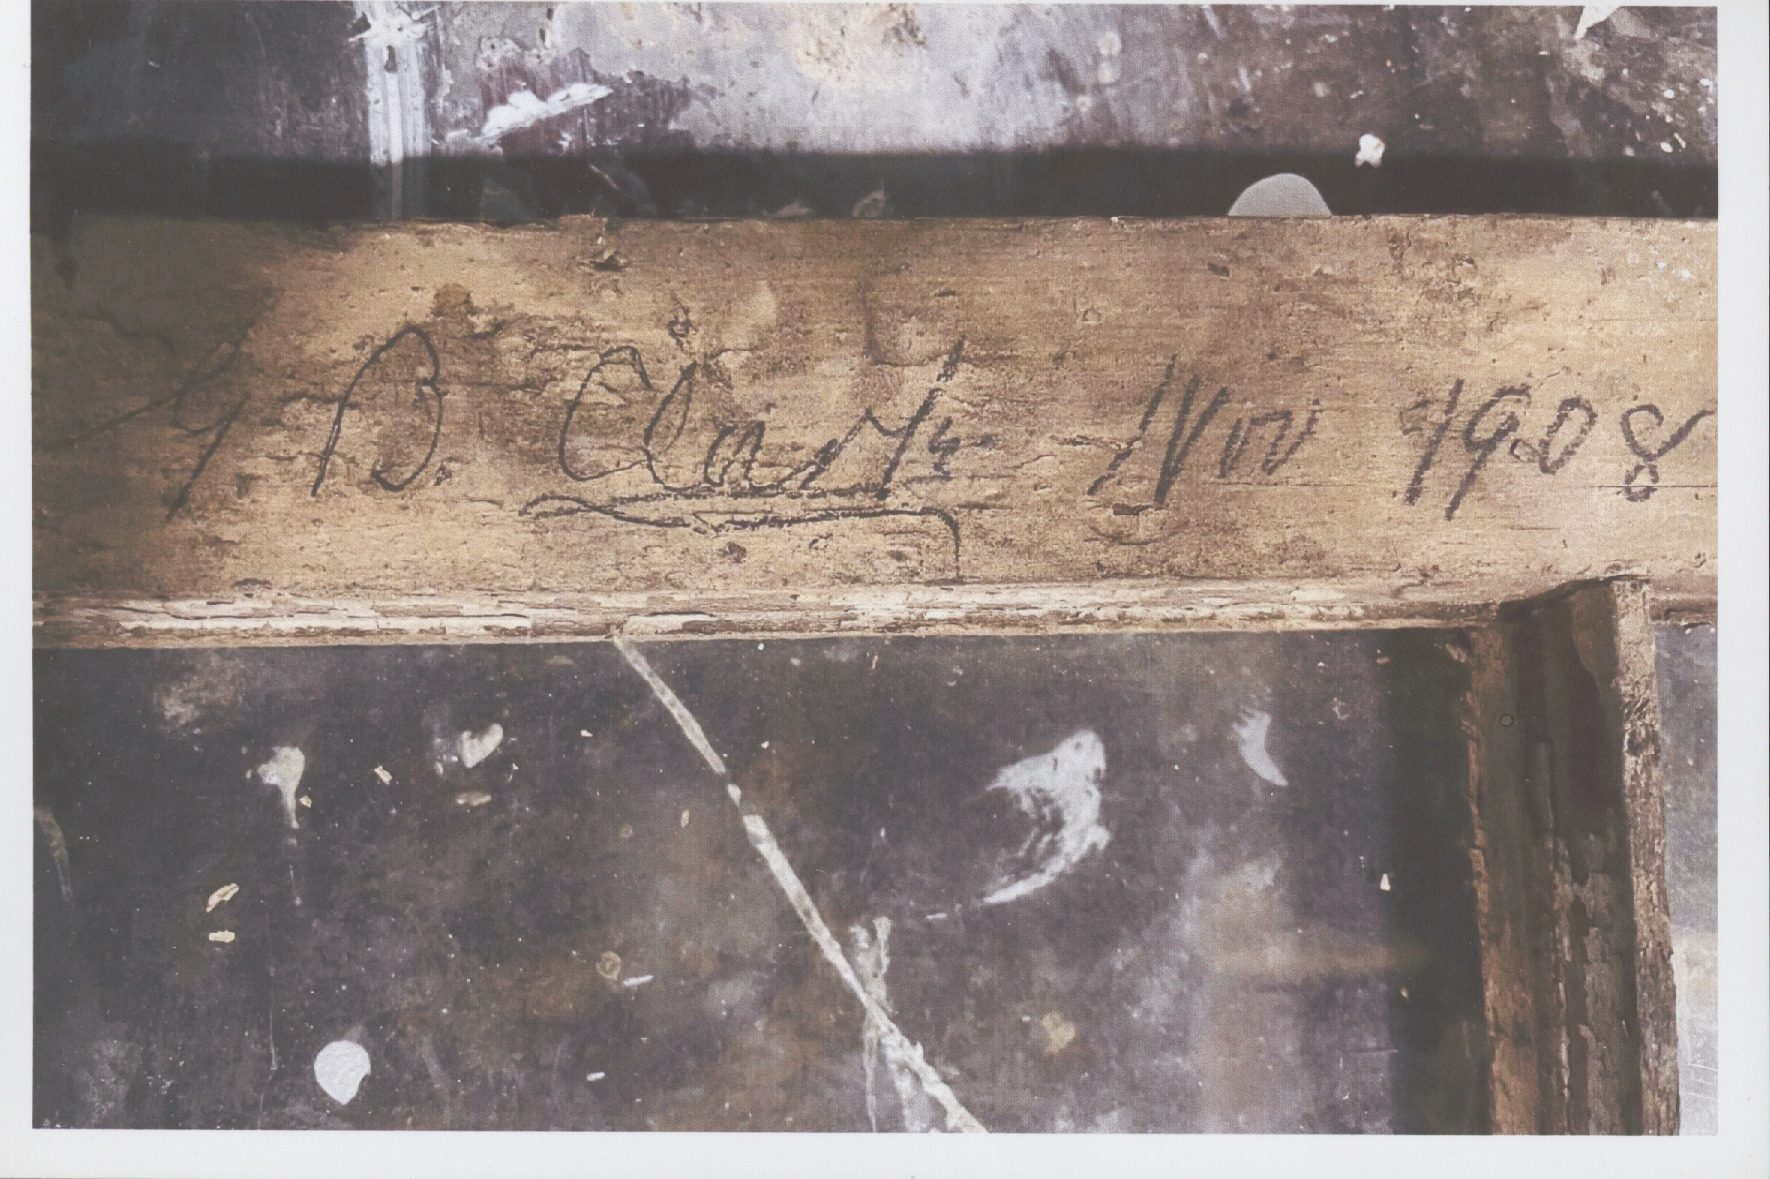 G. B. Clark Nov 1908